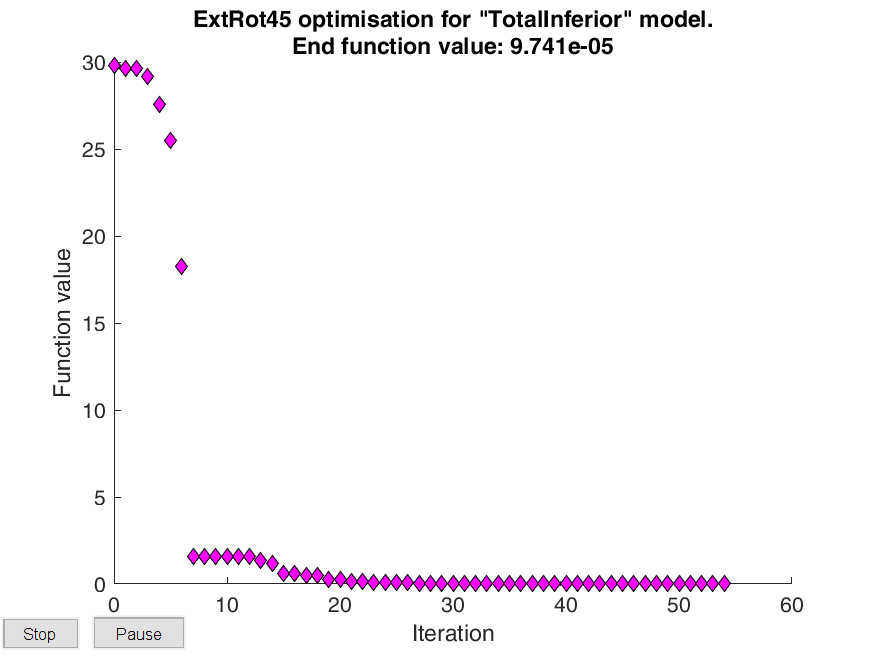 ExtRot45 optimisation for "TotalInferior" model.
End function value: 9.741e-05
Function value
30
25
20
15
10
5
0
0 10 20 30 40 50 60
Iteration
Stop
Pause